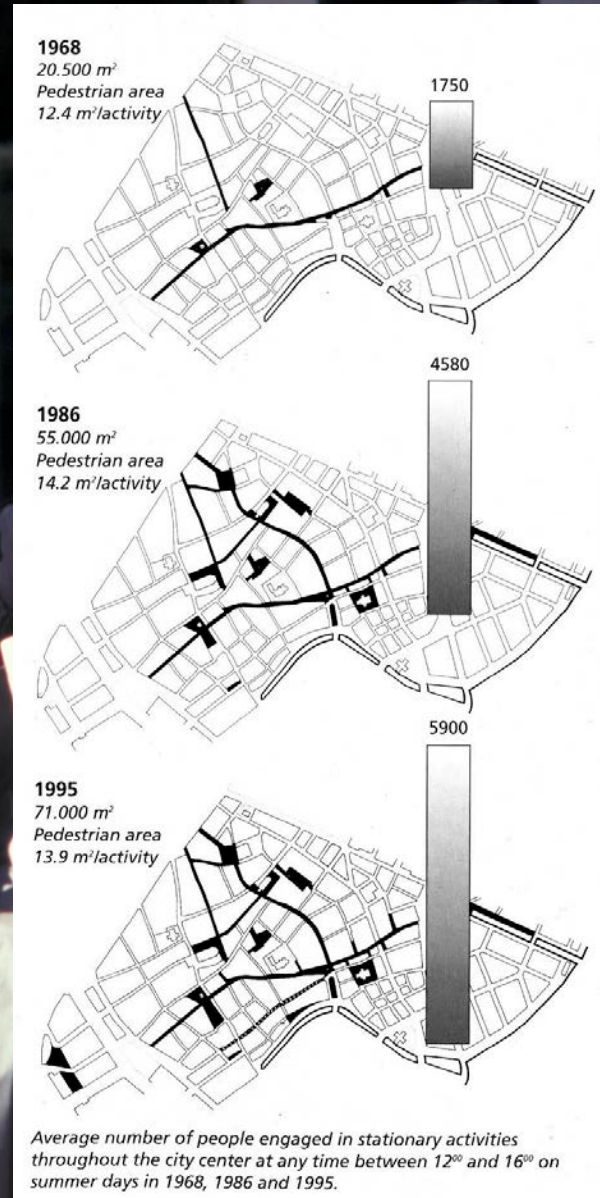 1968
20.500 m²
Pedestrian area
12.4 m²/activity
1750
1986
55.000 m²
Pedestrian area
14.2 m²/activity
4580
1995
71.000 m²
Pedestrian area
13.9 m²/activity
5900
Average number of people engaged in stationary activities
throughout the city center at any time between 12⁰⁰ and 16⁰⁰ on
summer days in 1968, 1986 and 1995.